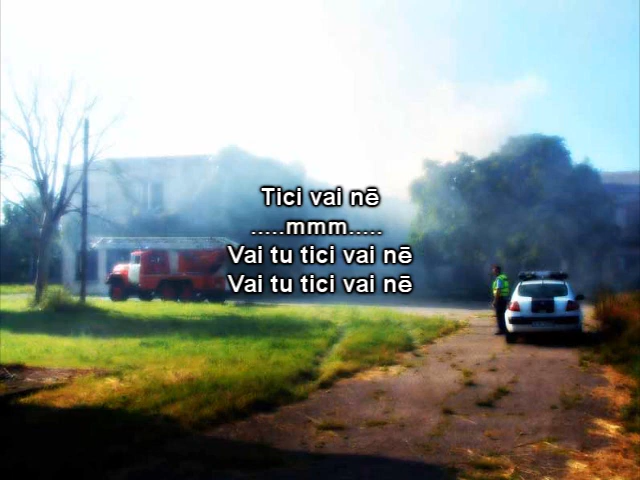 Tici vai nē
.....mmm.....
Vai tu tici vai nē
Vai tu tici vai nē